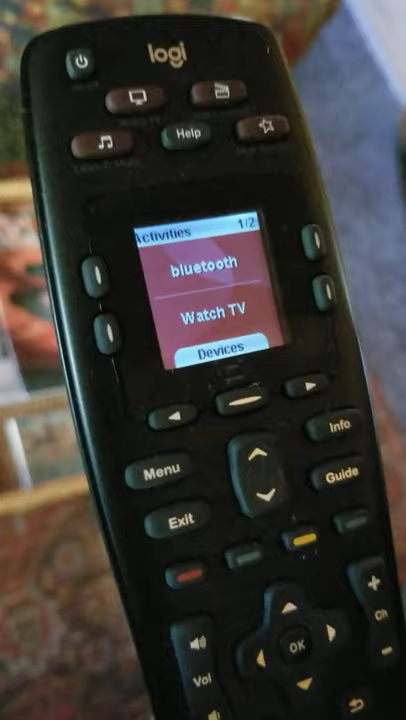 logi
Help
Activities 1/2
bluetooth
Watch TV
Devices
Info
Menu
Guide
Exit
Ch
OK
Vol